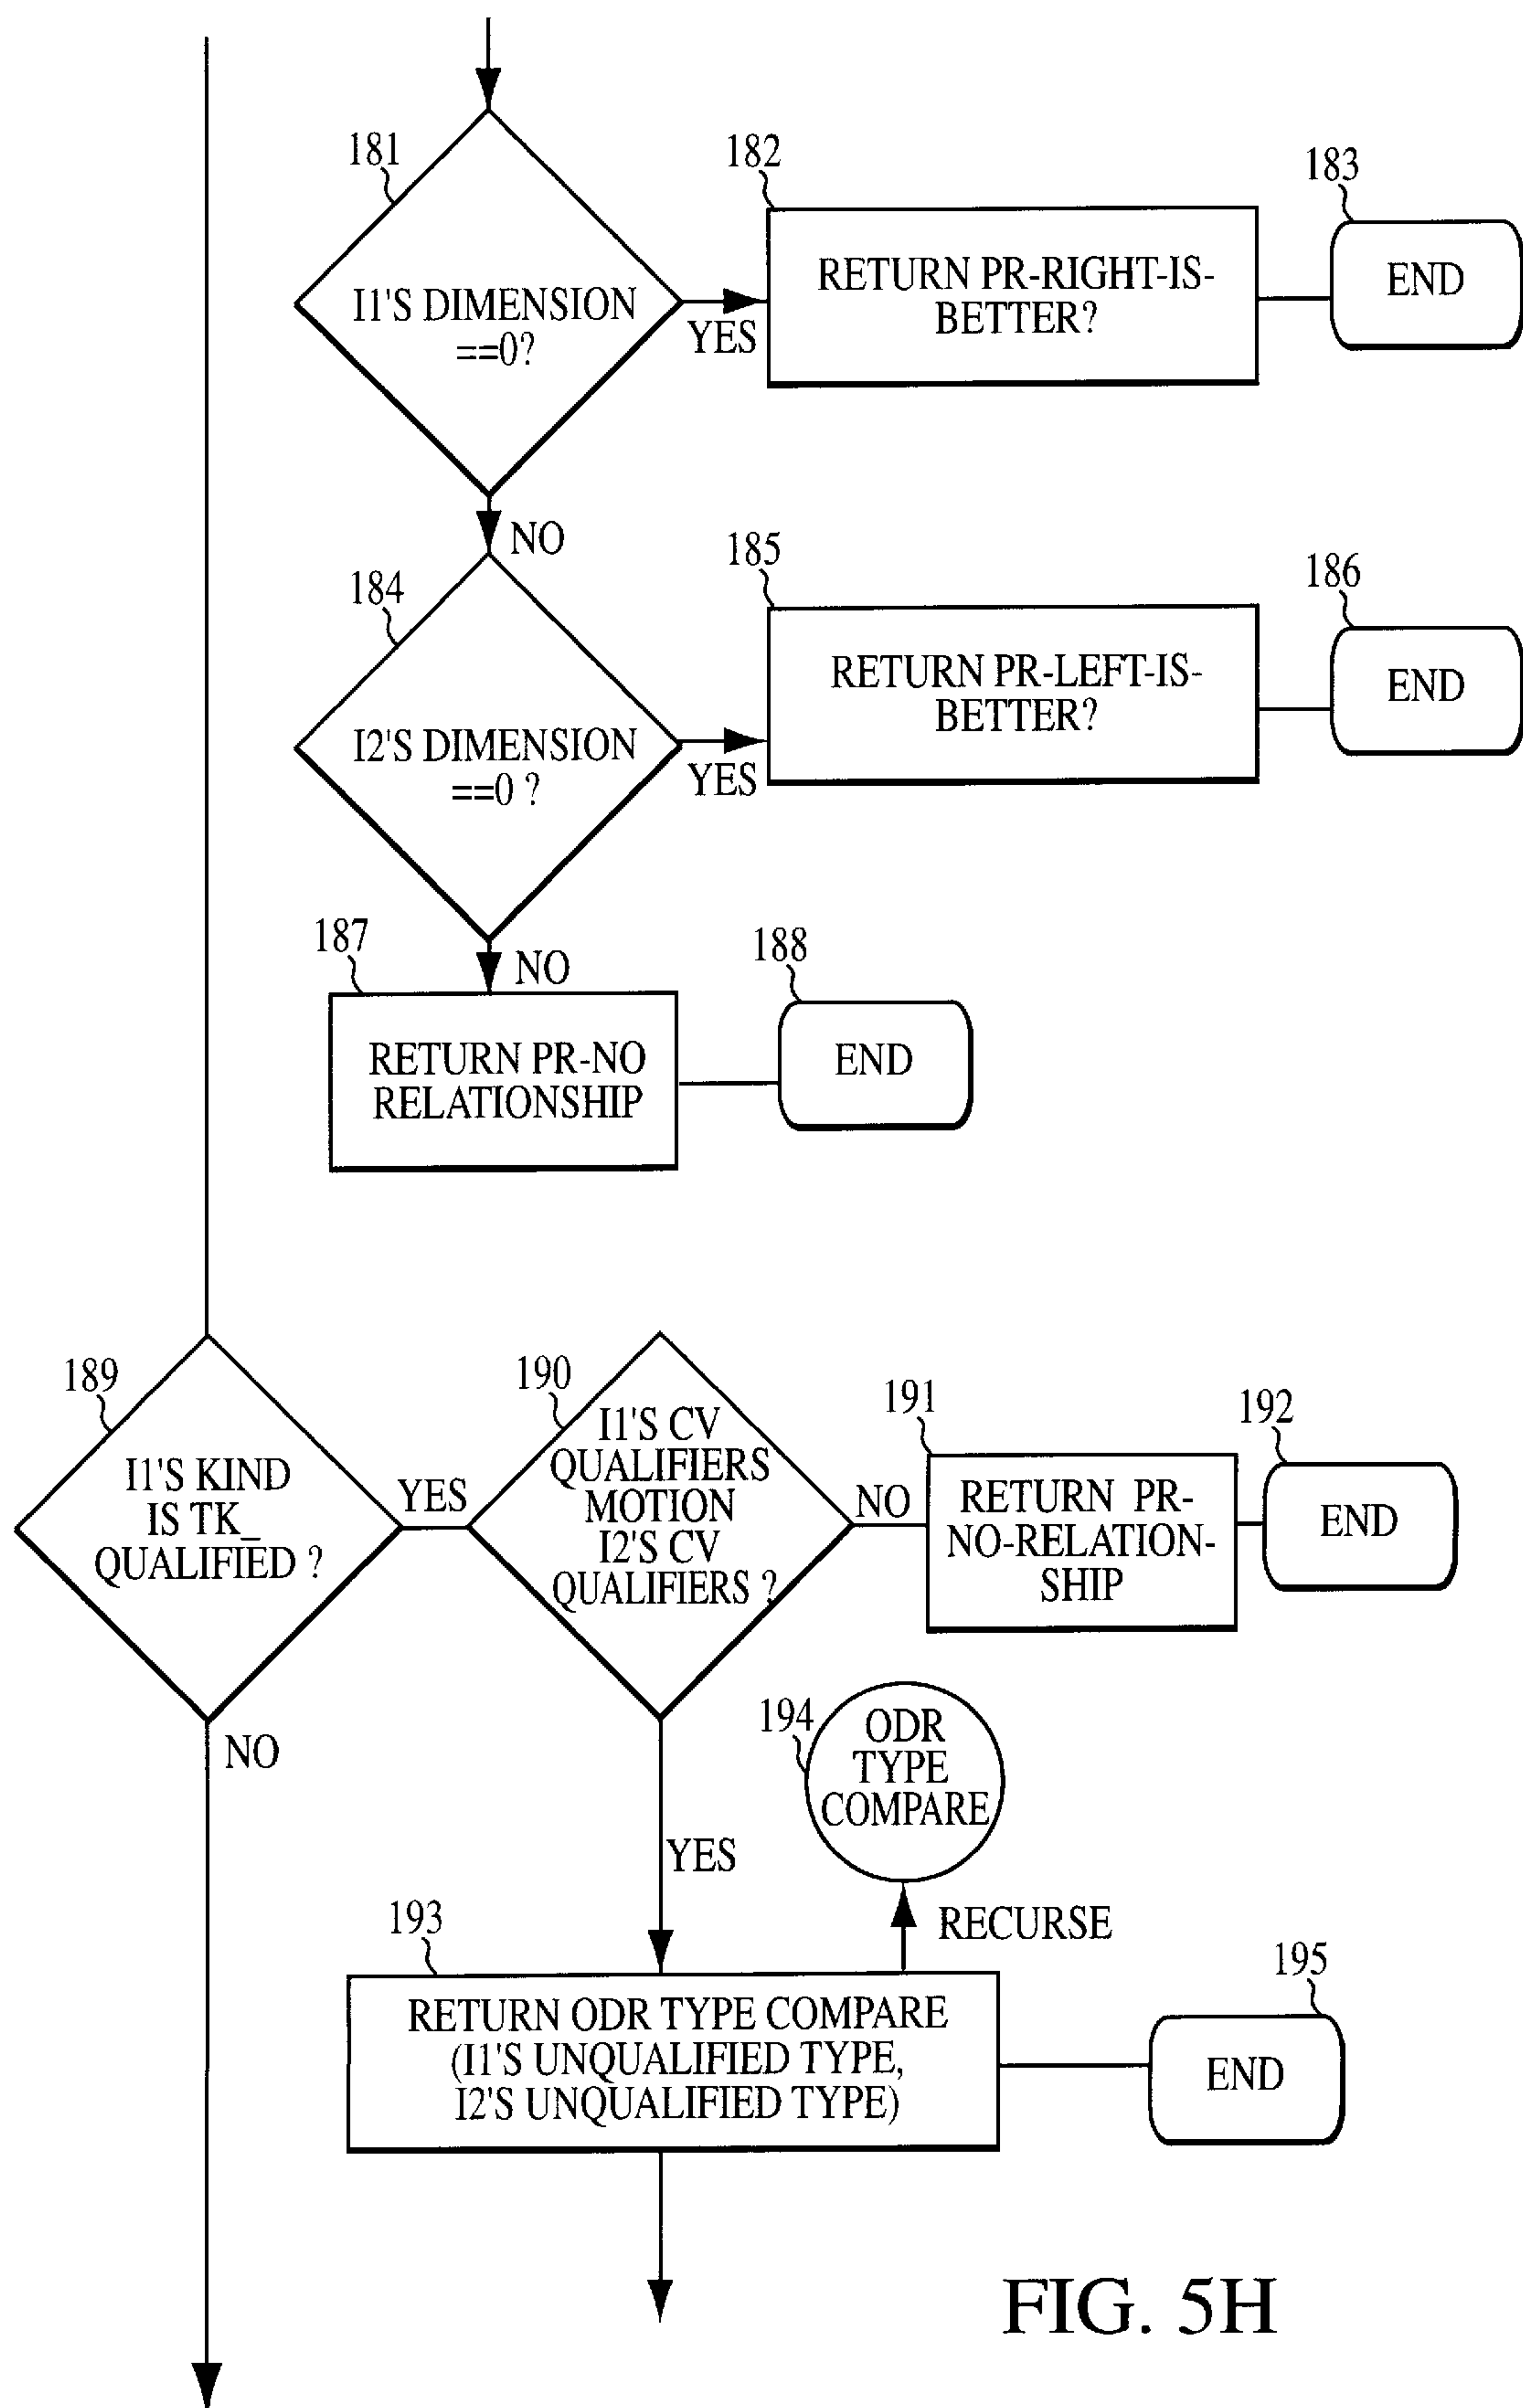 181
I1'S DIMENSION
==0?
YES
182
RETURN PR-RIGHT-IS-
BETTER?
183
END
NO
184
I2'S DIMENSION
==0 ?
YES
185
RETURN PR-LEFT-IS-
BETTER?
186
END
NO
187
RETURN PR-NO
RELATIONSHIP
188
END
189
I1'S KIND
IS TK_
QUALIFIED ?
YES
NO
190
I1'S CV
QUALIFIERS
MOTION
I2'S CV
QUALIFIERS ?
NO
191
RETURN PR-
NO-RELATION-
SHIP
192
END
YES
194
ODR
TYPE
COMPARE
RECURSE
193
RETURN ODR TYPE COMPARE
(I1'S UNQUALIFIED TYPE,
I2'S UNQUALIFIED TYPE)
195
END
FIG. 5H